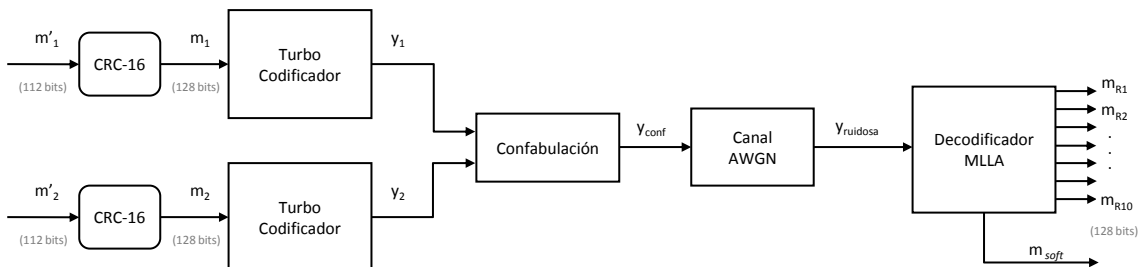 m'1
(112 bits)
CRC-16
m1
(128 bits)
Turbo
Codificador
y1
m'2
(112 bits)
CRC-16
m2
(128 bits)
Turbo
Codificador
y2
Confabulación
yconf
Canal
AWGN
yruidosa
Decodificador
MLLA
mR1
mR2
.
.
.
mR10
(128 bits)
msoft